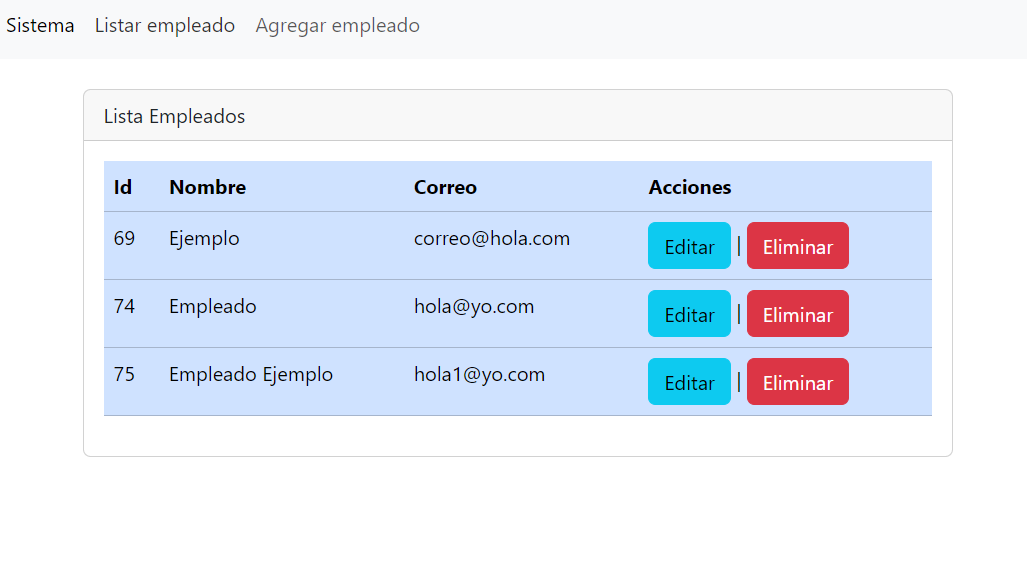 Sistema Listar empleado Agregar empleado
Lista Empleados
Id Nombre Correo Acciones
69 Ejemplo correo@hola.com Editar | Eliminar
74 Empleado hola@yo.com Editar | Eliminar
75 Empleado Ejemplo hola1@yo.com Editar | Eliminar